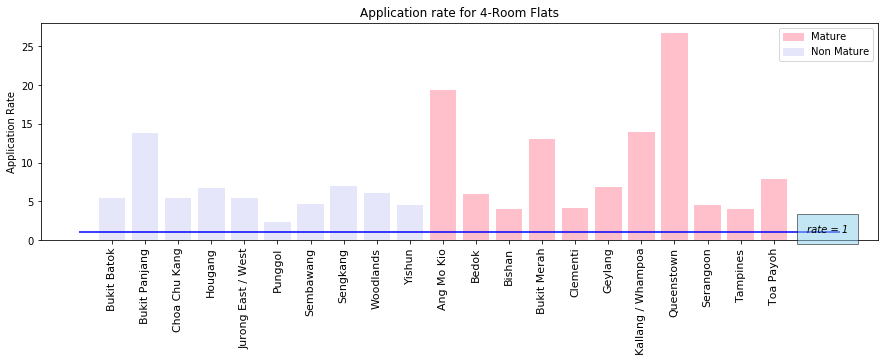 Application rate for 4-Room Flats
Mature
Non Mature
Application Rate
25
20
15
10
5
0
rate = 1
Bukit Batok
Bukit Panjang
Choa Chu Kang
Hougang
Jurong East / West
Punggol
Sembawang
Sengkang
Woodlands
Yishun
Ang Mo Kio
Bedok
Bishan
Bukit Merah
Clementi
Geylang
Kallang / Whampoa
Queenstown
Serangoon
Tampines
Toa Payoh